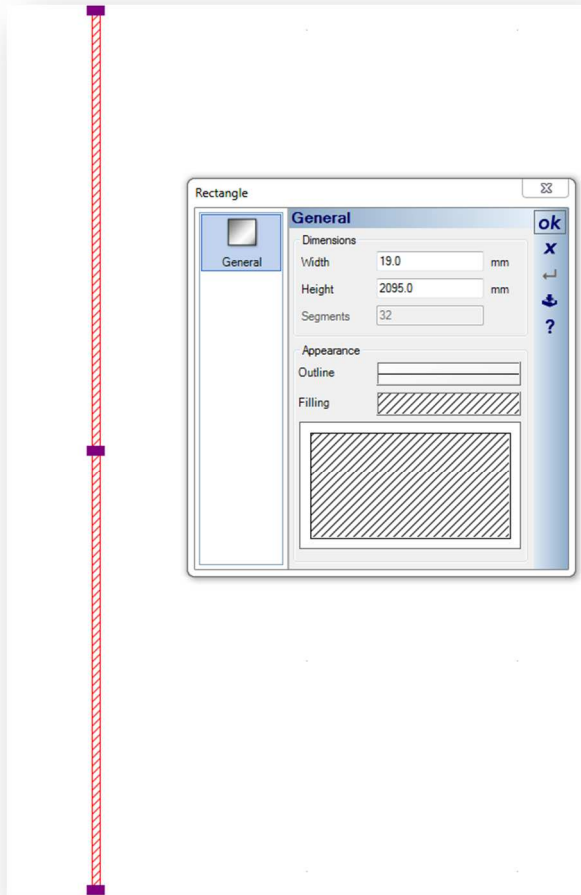 Rectangle
General
General
ok
x
?
Dimensions
Width 19.0 mm
Height 2095.0 mm
Segments 32
Appearance
Outline
Filling